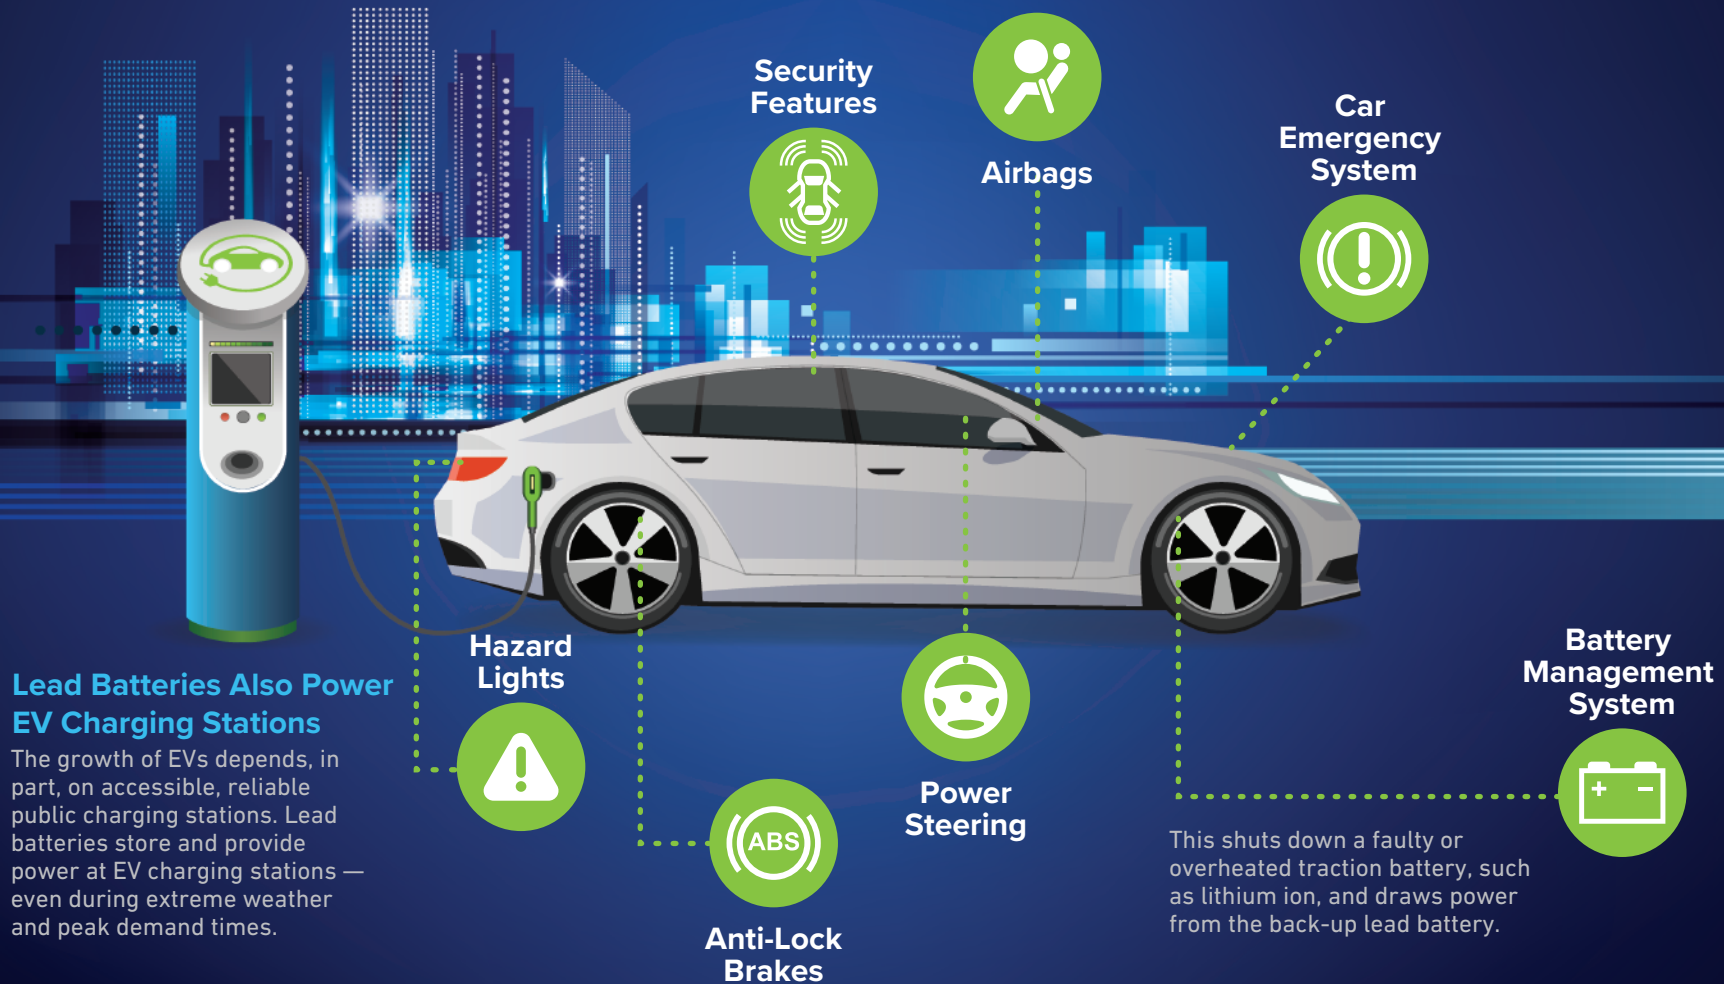 Security
Features
Airbags
Car
Emergency
System
Hazard
Lights
Lead Batteries Also Power
EV Charging Stations
The growth of EVs depends, in
part, on accessible, reliable
public charging stations. Lead
batteries store and provide
power at EV charging stations —
even during extreme weather
and peak demand times.
ABS
Anti-Lock
Brakes
Power
Steering
Battery
Management
System
+ −
This shuts down a faulty or
overheated traction battery, such
as lithium ion, and draws power
from the back-up lead battery.